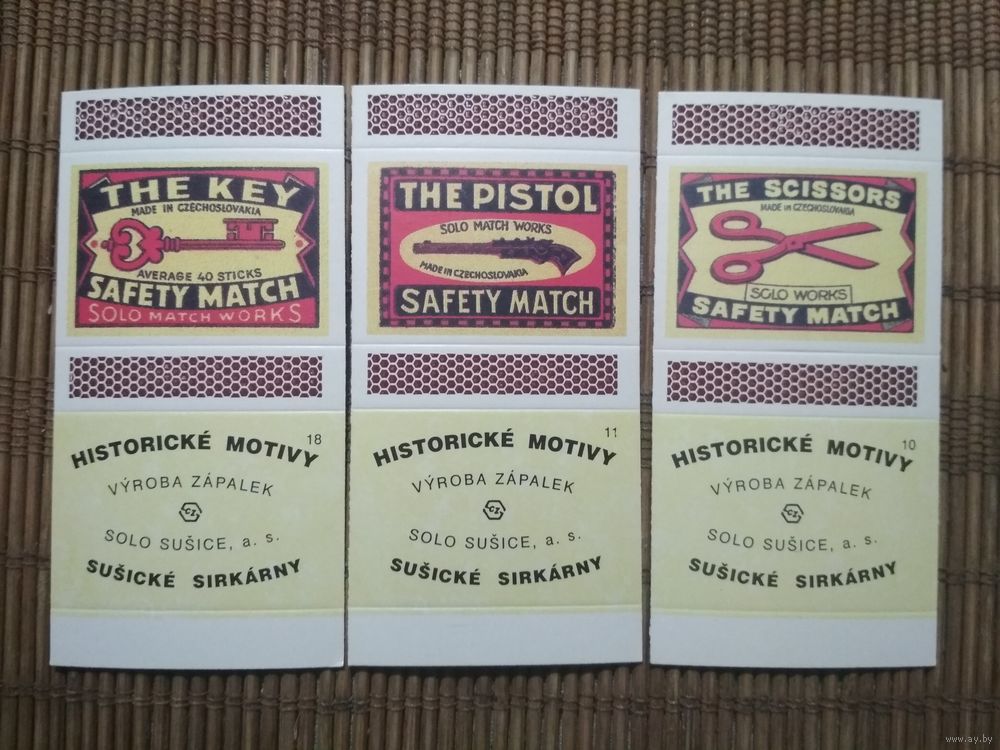 THE KEY
MADE IN CZECHOSLOVAKIA
AVERAGE 40 STICKS
SAFETY MATCH
SOLO MATCH WORKS
18
HISTORICKÉ MOTIVY
VÝROBA ZÁPALEK
CZ
SOLO SUŠICE, a. s.
SUŠICKÉ SIRKÁRNY
THE PISTOL
SOLO MATCH WORKS
MADE IN CZECHOSLOVAKIA
SAFETY MATCH
11
HISTORICKÉ MOTIVY
VÝROBA ZÁPALEK
CZ
SOLO SUŠICE, a. s.
SUŠICKÉ SIRKÁRNY
THE SCISSORS
MADE IN CZECHOSLOVAKIA
SOLO WORKS
SAFETY MATCH
10
HISTORICKÉ MOTIVY
VÝROBA ZÁPALEK
CZ
SOLO SUŠICE, a. s.
SUŠICKÉ SIRKÁRNY
www.ay.by